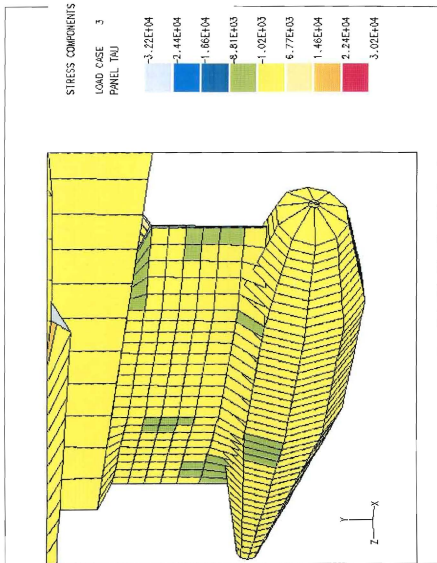 STRESS COMPONENTS
LOAD CASE 3
PANEL TAU
-3.22E+04
-2.44E+04
-1.66E+04
-8.81E+03
-1.02E+03
6.77E+03
1.46E+04
2.24E+04
3.02E+04
Y
Z
X